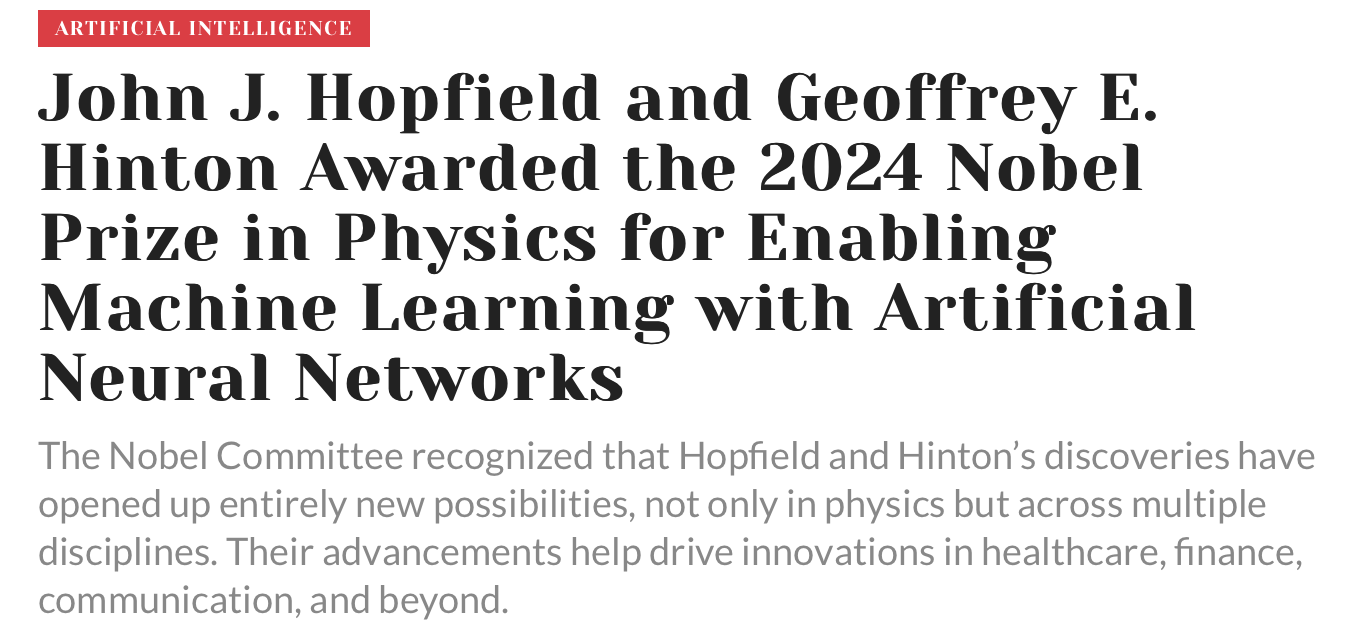 ARTIFICIAL INTELLIGENCE
John J. Hopfield and Geoffrey E.
Hinton Awarded the 2024 Nobel
Prize in Physics for Enabling
Machine Learning with Artificial
Neural Networks
The Nobel Committee recognized that Hopfield and Hinton’s discoveries have
opened up entirely new possibilities, not only in physics but across multiple
disciplines. Their advancements help drive innovations in healthcare, finance,
communication, and beyond.